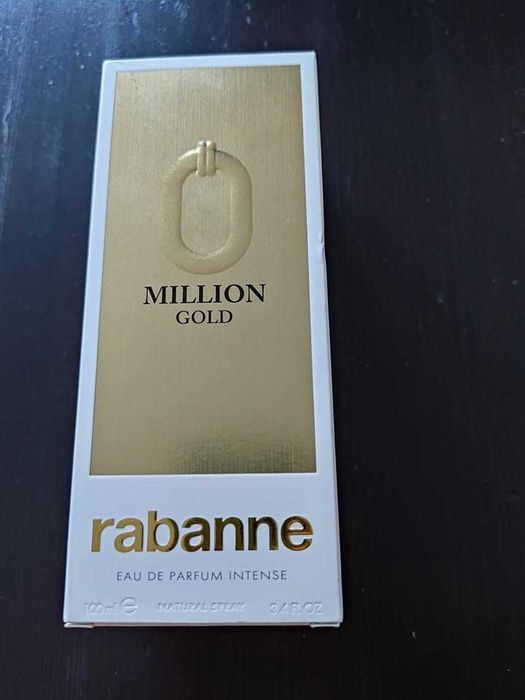 MILLION
GOLD
rabanne
EAU DE PARFUM INTENSE
100 ml ℮ NATURAL SPRAY 3,4 FL OZ